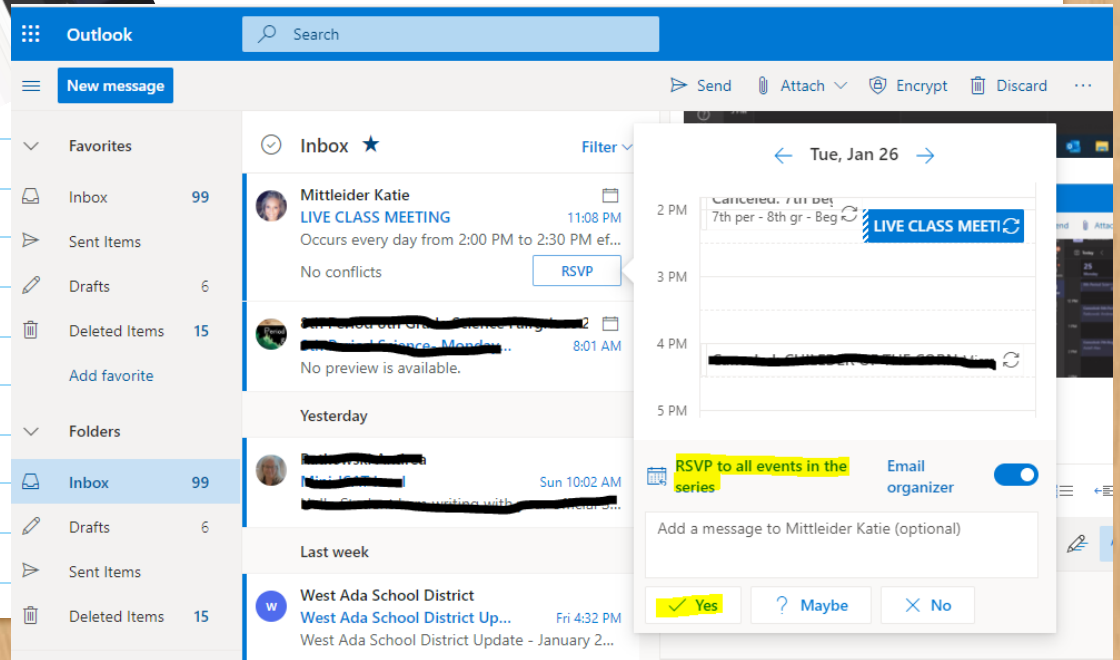 Outlook
Search
New message
Send
Attach
Encrypt
Discard
Favorites
Inbox 99
Sent Items
Drafts 6
Deleted Items 15
Add favorite
Folders
Inbox 99
Drafts 6
Sent Items
Deleted Items 15
Inbox
Filter
Mittleider Katie
LIVE CLASS MEETING 11:08 PM
Occurs every day from 2:00 PM to 2:30 PM ef...
No conflicts RSVP
8:01 AM
No preview is available.
Yesterday
Sun 10:02 AM
Last week
W
West Ada School District
West Ada School District Up... Fri 4:32 PM
West Ada School District Update - January 2...
Tue, Jan 26
2 PM
Canceled: 7th Beg
7th per - 8th gr - Beg
LIVE CLASS MEETI
3 PM
4 PM
5 PM
RSVP to all events in the
series
Email
organizer
Add a message to Mittleider Katie (optional)
Yes
? Maybe
No